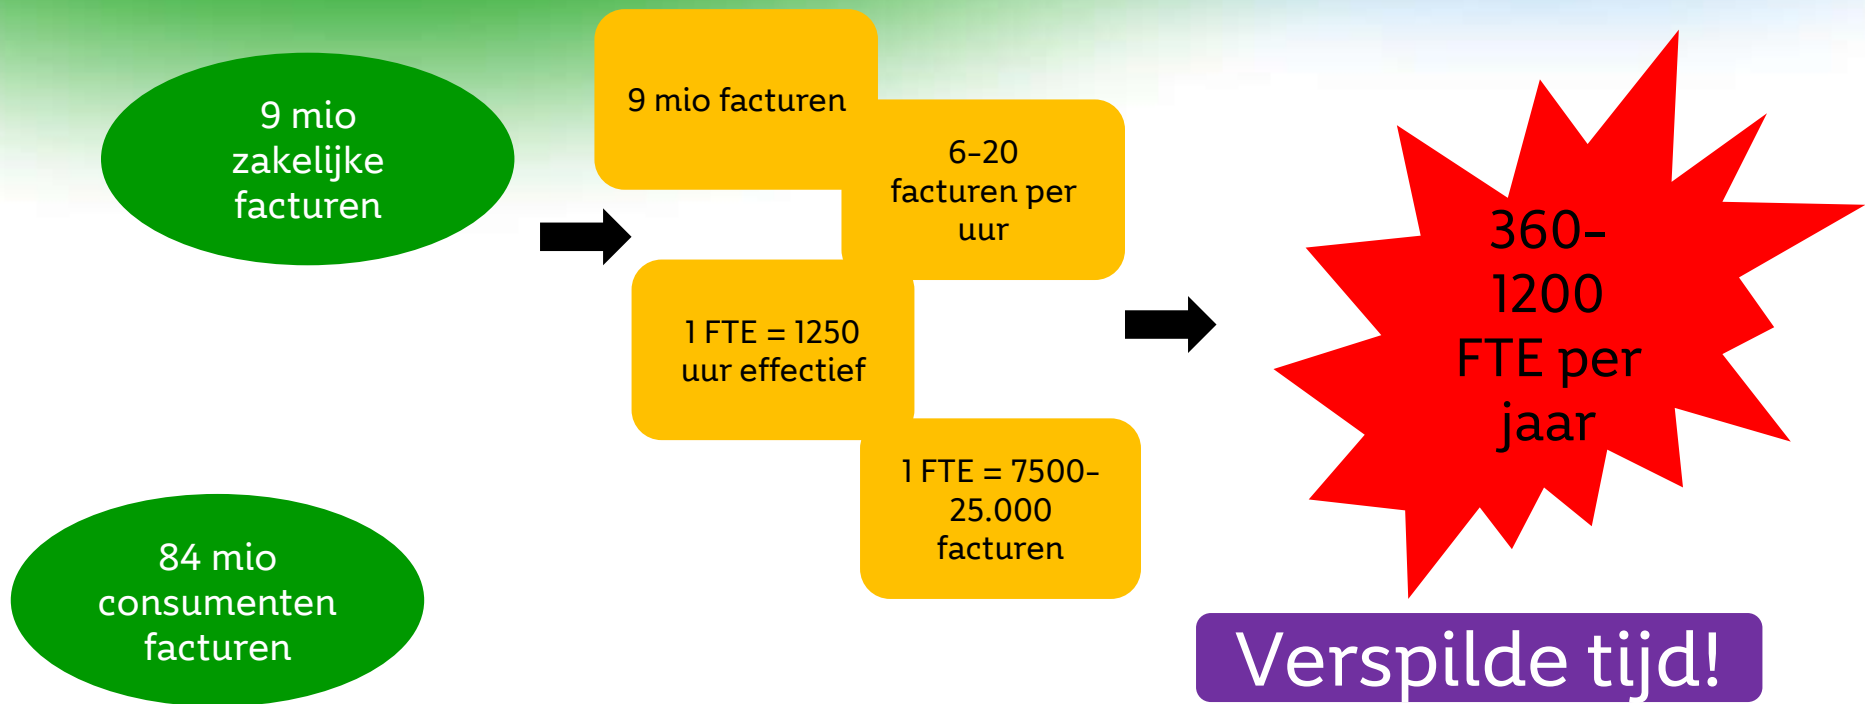 9 mio
zakelijke
facturen
84 mio
consumenten
facturen
9 mio facturen
6-20
facturen per
uur
1 FTE = 1250
uur effectief
1 FTE = 7500-
25.000
facturen
360-
1200
FTE per
jaar
Verspilde tijd!